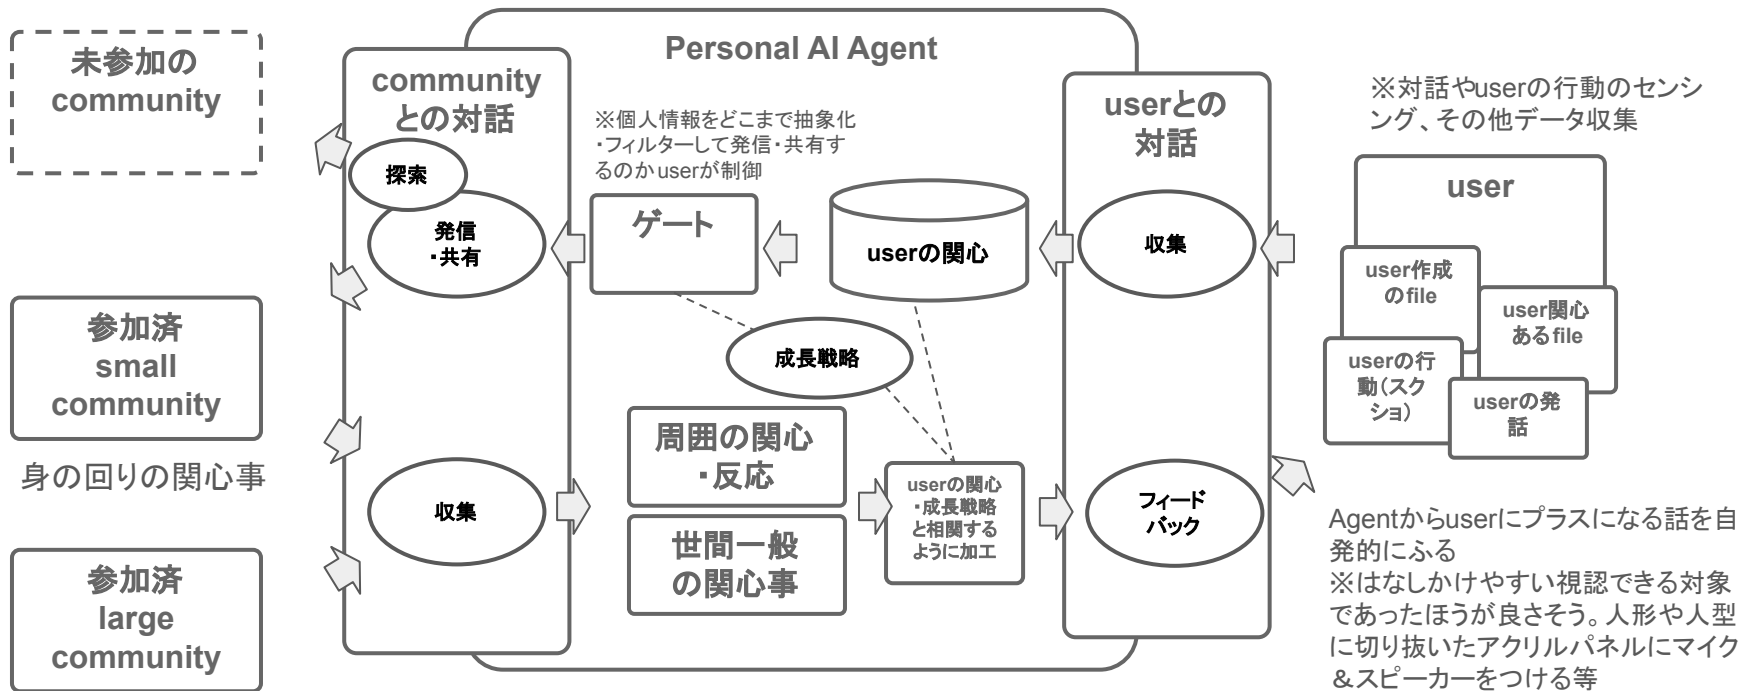 Personal AI Agent
未参加の
community
communityとの対話
※個人情報をどこまで抽象化
・フィルターして発信・共有す
るのかuserが制御
userとの
対話
※対話やuserの行動のセンシ
ング、その他データ収集
探索
発信
・共有
ゲート
userの関心
収集
user
user作成
のfile
user関心
あるfile
userの行
動(スク
ショ)
userの発
話
参加済
small
community
身の回りの関心事
成長戦略
周囲の関心
・反応
収集
世間一般
の関心事
userの関心
・成長戦略
と相関する
ように加工
フィード
バック
Agentからuserにプラスになる話を自
発的にふる
※はなしかけやすい視認できる対象
であったほうが良さそう。人形や人型
に切り抜いたアクリルパネルにマイク
＆スピーカーをつける等
参加済
large
community